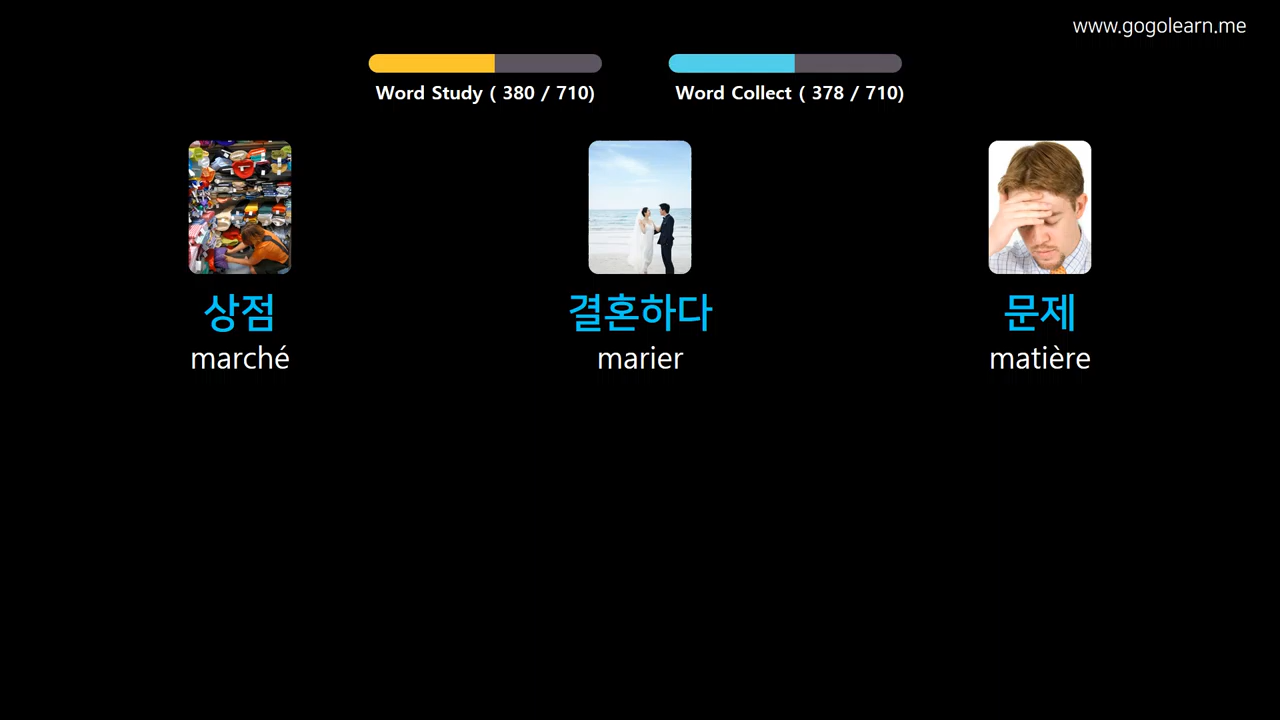 www.gogolearn.me
Word Study ( 380 / 710)
Word Collect ( 378 / 710)
상점
결혼하다
문제
marché
marier
matière